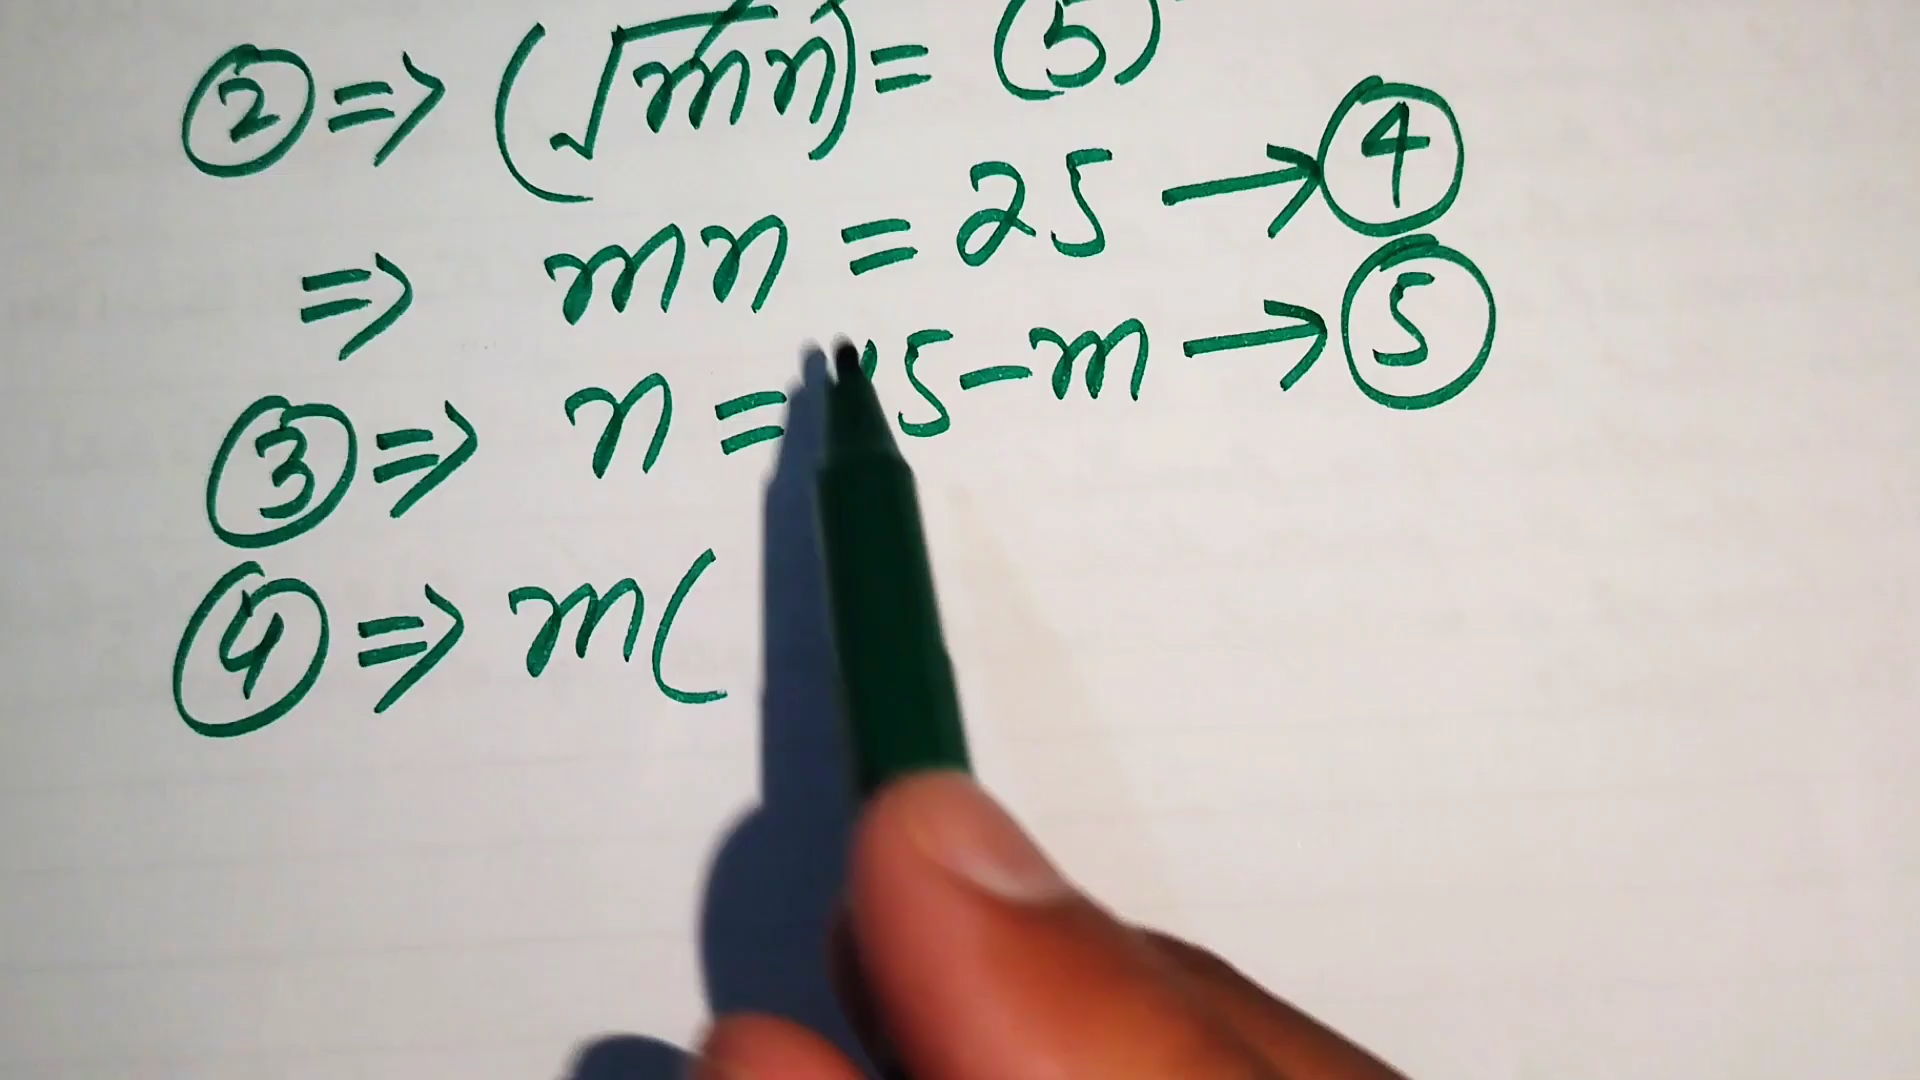 ② => (√mn) = (5)
=> mn = 25 → ④
③ => n = 5 - m → ⑤
④ => m(